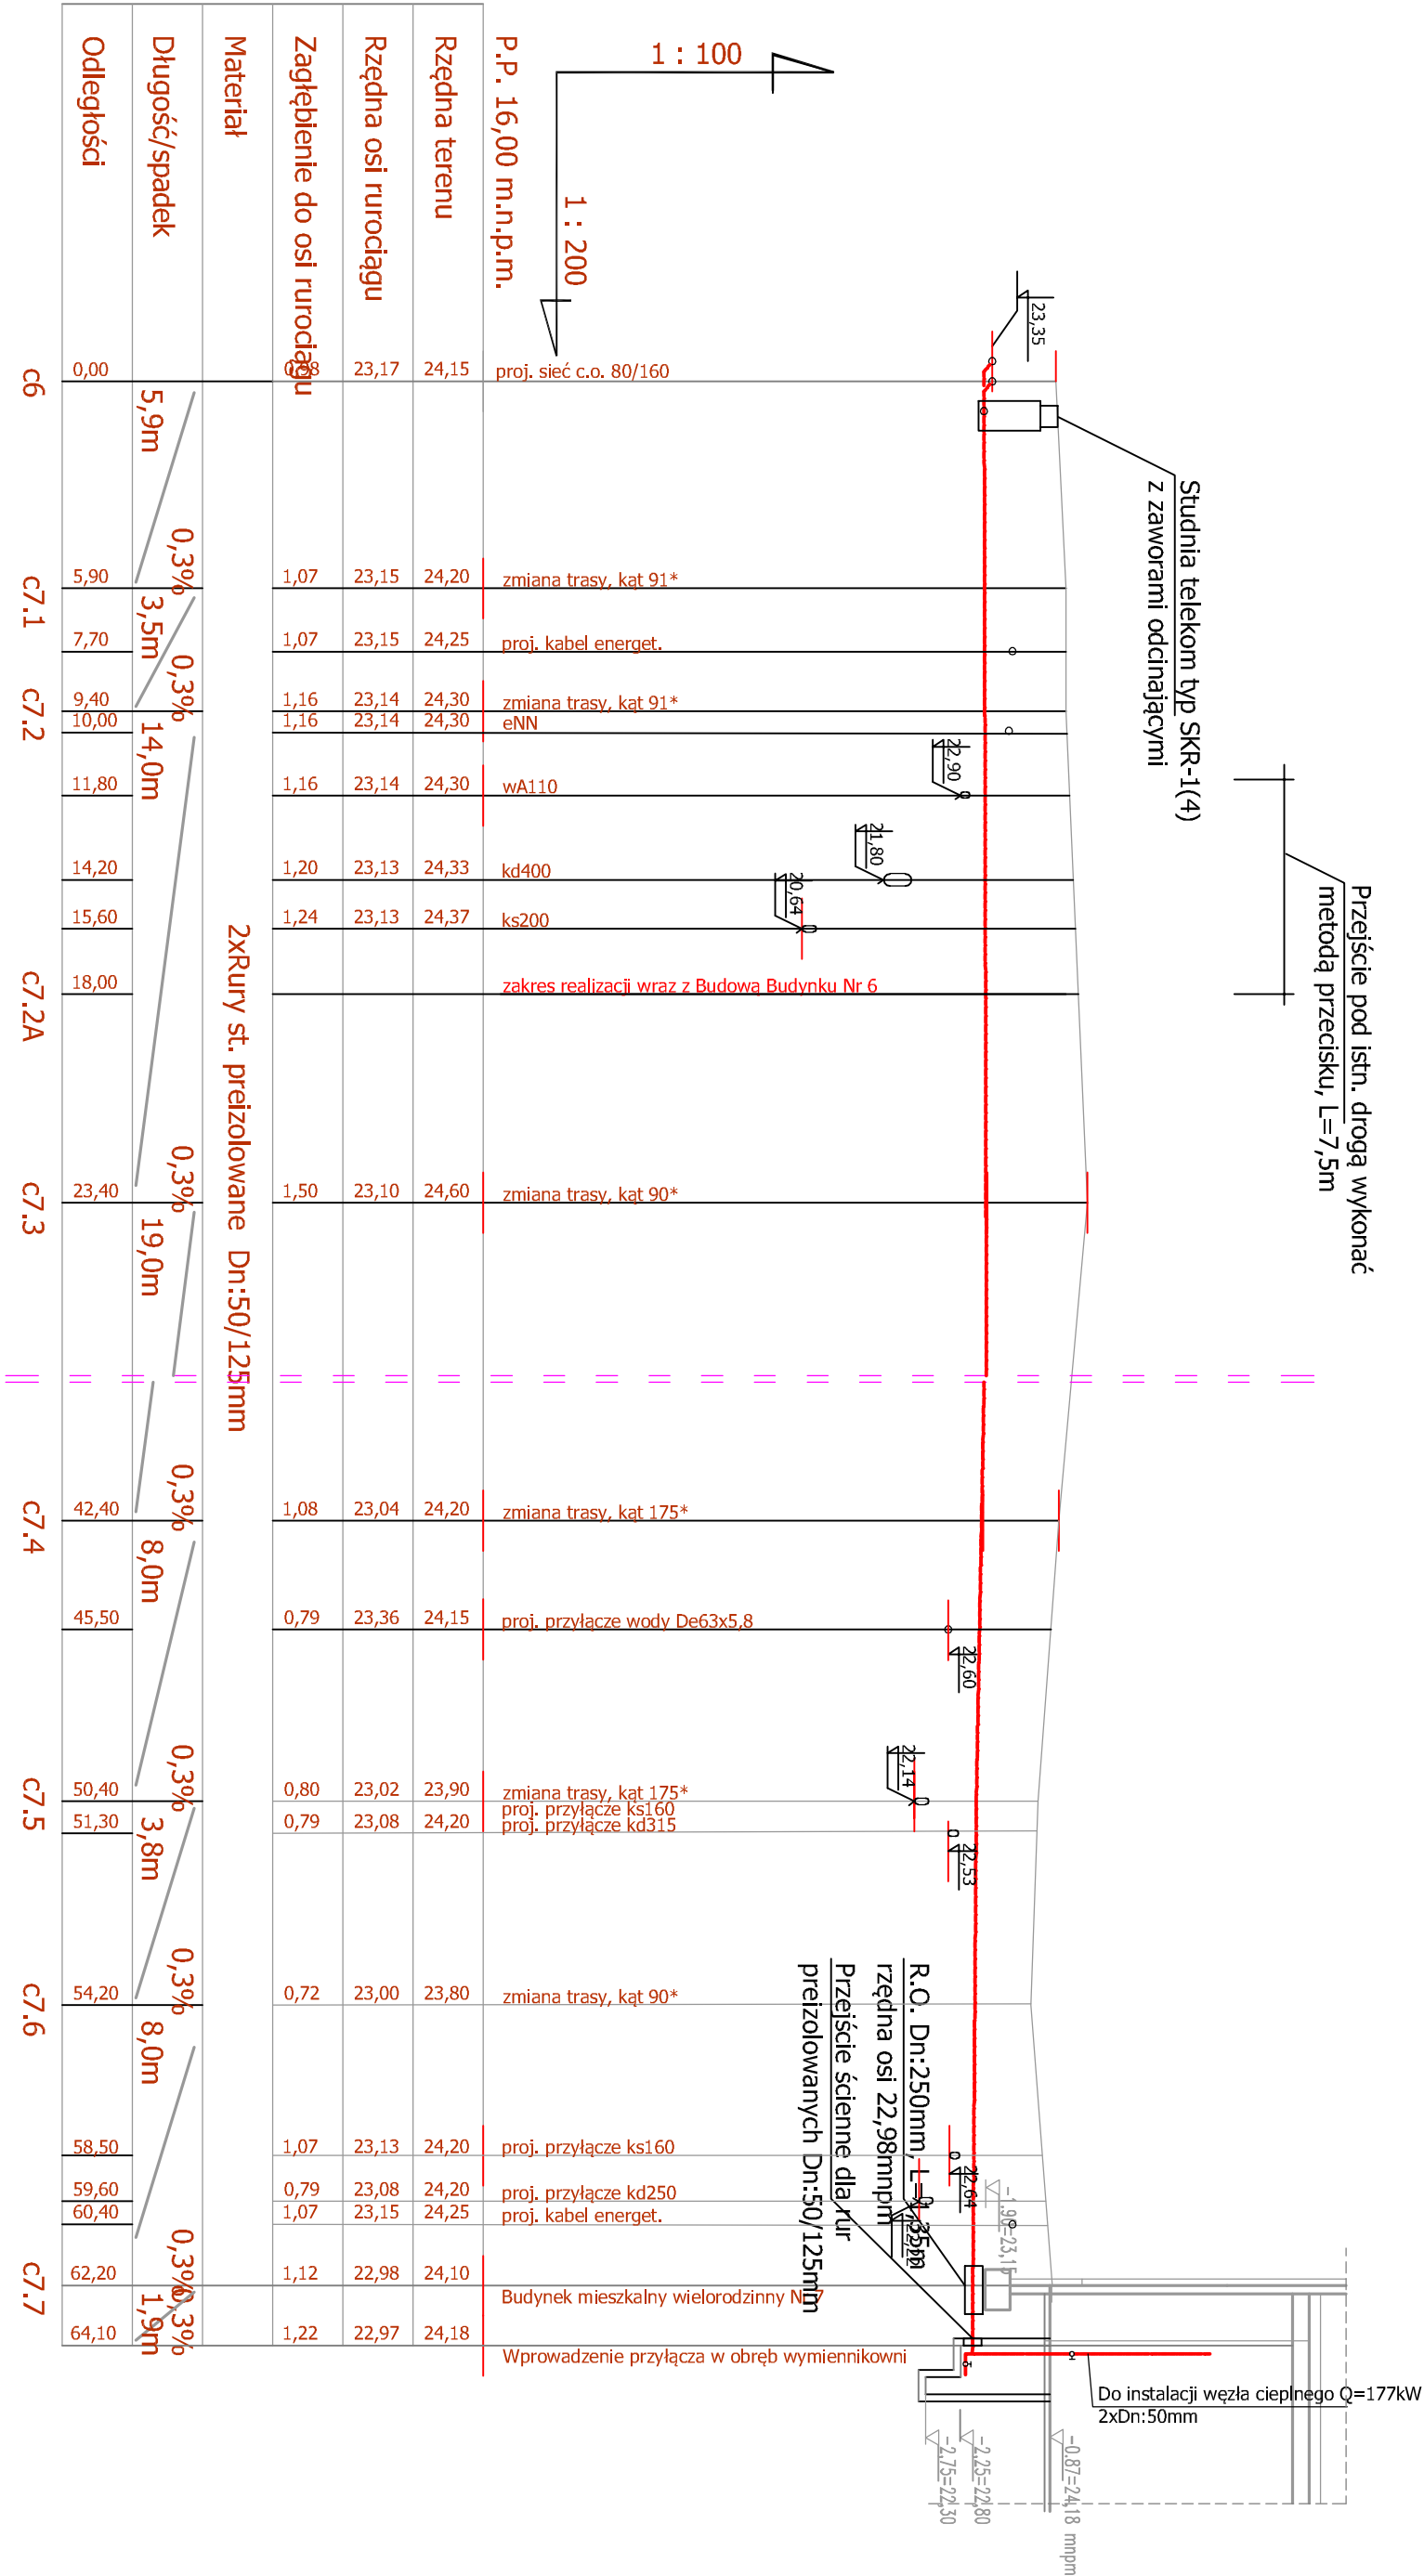 1 : 100
1 : 200
P.P. 16,00 m.n.p.m.
Rzędna terenu
Rzędna osi rurociągu
Zagłębienie do osi rurociągu
Materiał
Długość/spadek
Odległości
23,35
Studnia telekom typ SKR-1(4)
z zaworami odcinającymi
Przejście pod istn. drogą wykonać
metodą przecisku, L=7,5m
c6
0,00
0,98
23,17
24,15
proj. sieć c.o. 80/160
5,9m
0,3%
c7.1
5,90
1,07
23,15
24,20
zmiana trasy, kąt 91*
3,5m
0,3%
7,70
1,07
23,15
24,25
proj. kabel energet.
c7.2
9,40
1,16
23,14
24,30
zmiana trasy, kąt 91*
10,00
1,16
23,14
24,30
eNN
14,0m
0,3%
22,90
11,80
1,16
23,14
24,30
wA110
21,80
14,20
1,20
23,13
24,33
kd400
20,64
15,60
1,24
23,13
24,37
ks200
c7.2A
18,00
zakres realizacji wraz z Budową Budynku Nr 6
2xRury st. preizolowane Dn:50/125mm
c7.3
23,40
1,50
23,10
24,60
zmiana trasy, kąt 90*
19,0m
0,3%
c7.4
42,40
1,08
23,04
24,20
zmiana trasy, kąt 175*
8,0m
0,3%
45,50
0,79
23,36
24,15
proj. przyłącze wody De63x5,8
22,60
22,14
c7.5
50,40
0,80
23,02
23,90
zmiana trasy, kąt 175*
proj. przyłącze ks160
51,30
0,79
23,08
24,20
proj. przyłącze kd315
22,53
3,8m
0,3%
c7.6
54,20
0,72
23,00
23,80
zmiana trasy, kąt 90*
8,0m
0,3%
R.O. Dn:250mm, L=1,35m
rzędna osi 22,98mnpm
Przejście ścienne dla rur
preizolowanych Dn:50/125mm
58,50
1,07
23,13
24,20
proj. przyłącze ks160
22,64
59,60
0,79
23,08
24,20
proj. przyłącze kd250
60,40
1,07
23,15
24,25
proj. kabel energet.
-1,90=23,15
c7.7
62,20
1,12
22,98
24,10
Budynek mieszkalny wielorodzinny Nr 7
1,9m
0,3%
64,10
1,22
22,97
24,18
Wprowadzenie przyłącza w obręb wymiennikowni
Do instalacji węzła cieplnego Q=177kW
2xDn:50mm
-0.87=24,18 mnpm
-2,25=22,80
-2,75=22,30